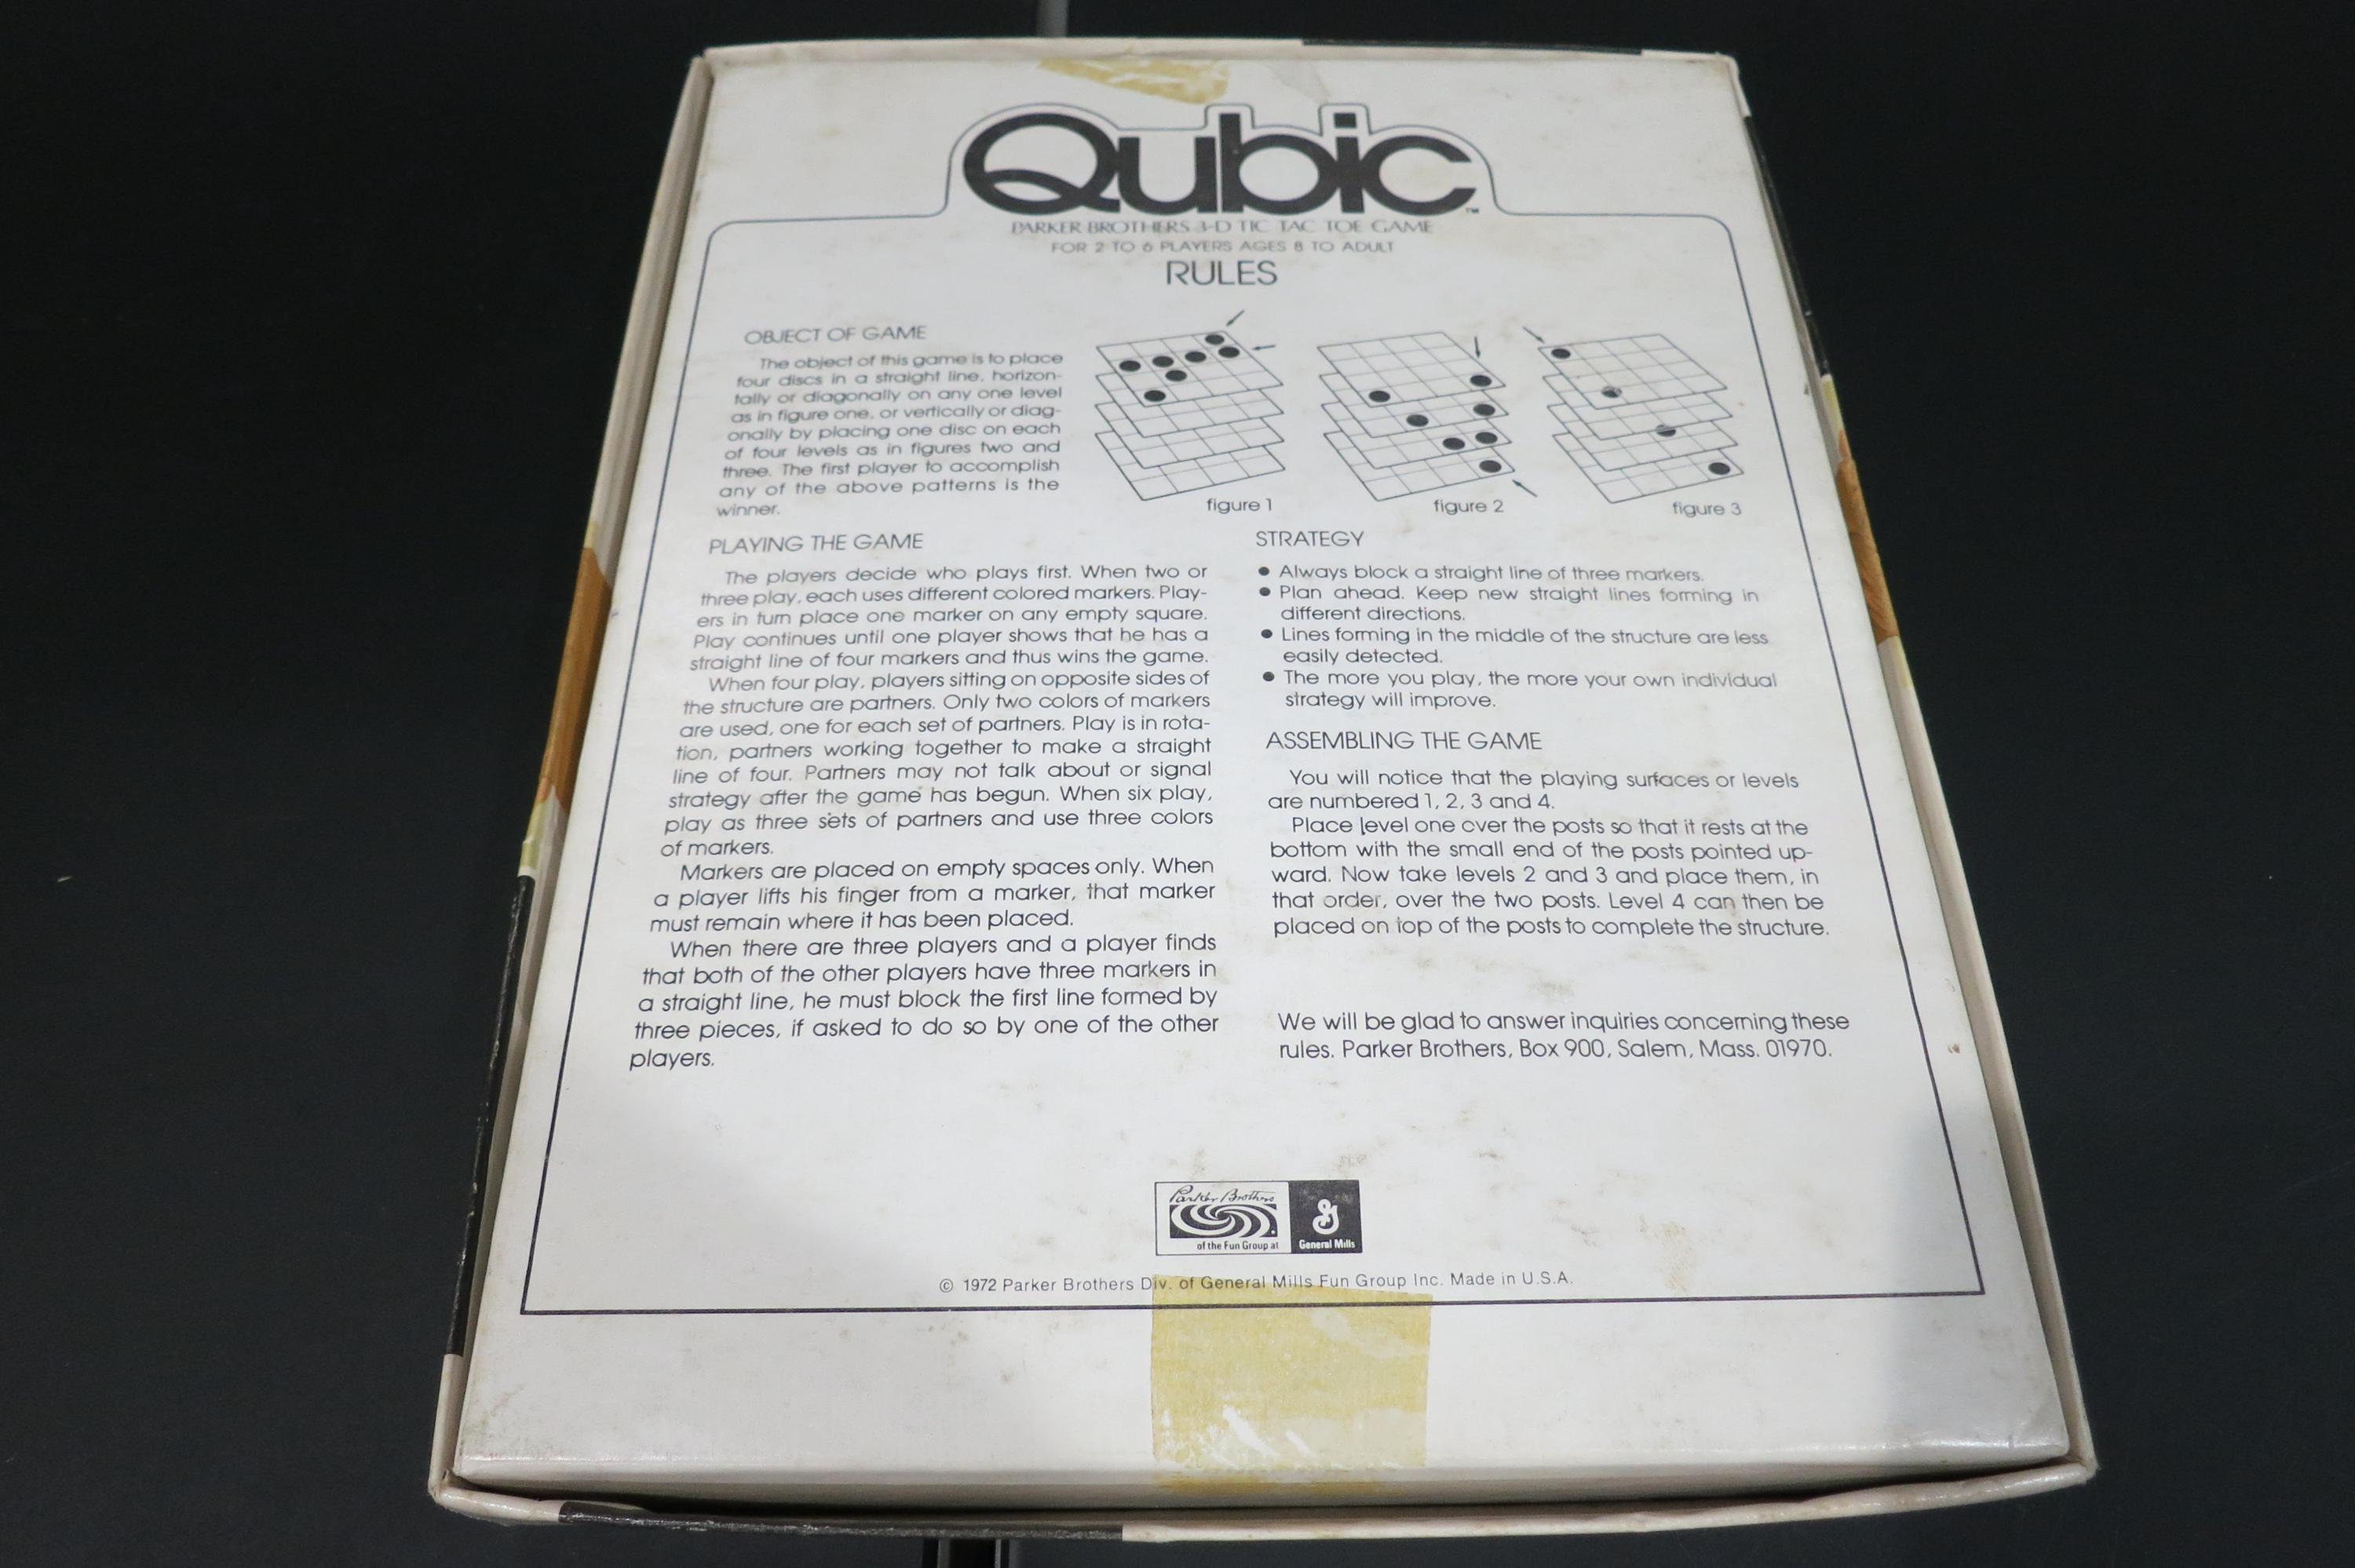 Qubic™
PARKER BROTHERS 3-D TIC TAC TOE GAME
FOR 2 TO 6 PLAYERS AGES 8 TO ADULT
RULES
OBJECT OF GAME
The object of this game is to place
four discs in a straight line, horizon-
tally or diagonally on any one level
as in figure one, or vertically or diag-
onally by placing one disc on each
of four levels as in figures two and
three. The first player to accomplish
any of the above patterns is the
winner.
figure 1
figure 2
figure 3
PLAYING THE GAME
The players decide who plays first. When two or
three play, each uses different colored markers. Play-
ers in turn place one marker on any empty square.
Play continues until one player shows that he has a
straight line of four markers and thus wins the game.
When four play, players sitting on opposite sides of
the structure are partners. Only two colors of markers
are used, one for each set of partners. Play is in rota-
tion, partners working together to make a straight
line of four. Partners may not talk about or signal
strategy after the game has begun. When six play,
play as three sets of partners and use three colors
of markers.
Markers are placed on empty spaces only. When
a player lifts his finger from a marker, that marker
must remain where it has been placed.
When there are three players and a player finds
that both of the other players have three markers in
a straight line, he must block the first line formed by
three pieces, if asked to do so by one of the other
players.
STRATEGY
● Always block a straight line of three markers.
● Plan ahead. Keep new straight lines forming in
different directions.
● Lines forming in the middle of the structure are less
easily detected.
● The more you play, the more your own individual
strategy will improve.
ASSEMBLING THE GAME
You will notice that the playing surfaces or levels
are numbered 1, 2, 3 and 4.
Place level one over the posts so that it rests at the
bottom with the small end of the posts pointed up-
ward. Now take levels 2 and 3 and place them, in
that order, over the two posts. Level 4 can then be
placed on top of the posts to complete the structure.
We will be glad to answer inquiries concerning these
rules. Parker Brothers, Box 900, Salem, Mass. 01970.
Parker Brothers
of the Fun Group at
G
General Mills
© 1972 Parker Brothers Div. of General Mills Fun Group Inc. Made in U.S.A.